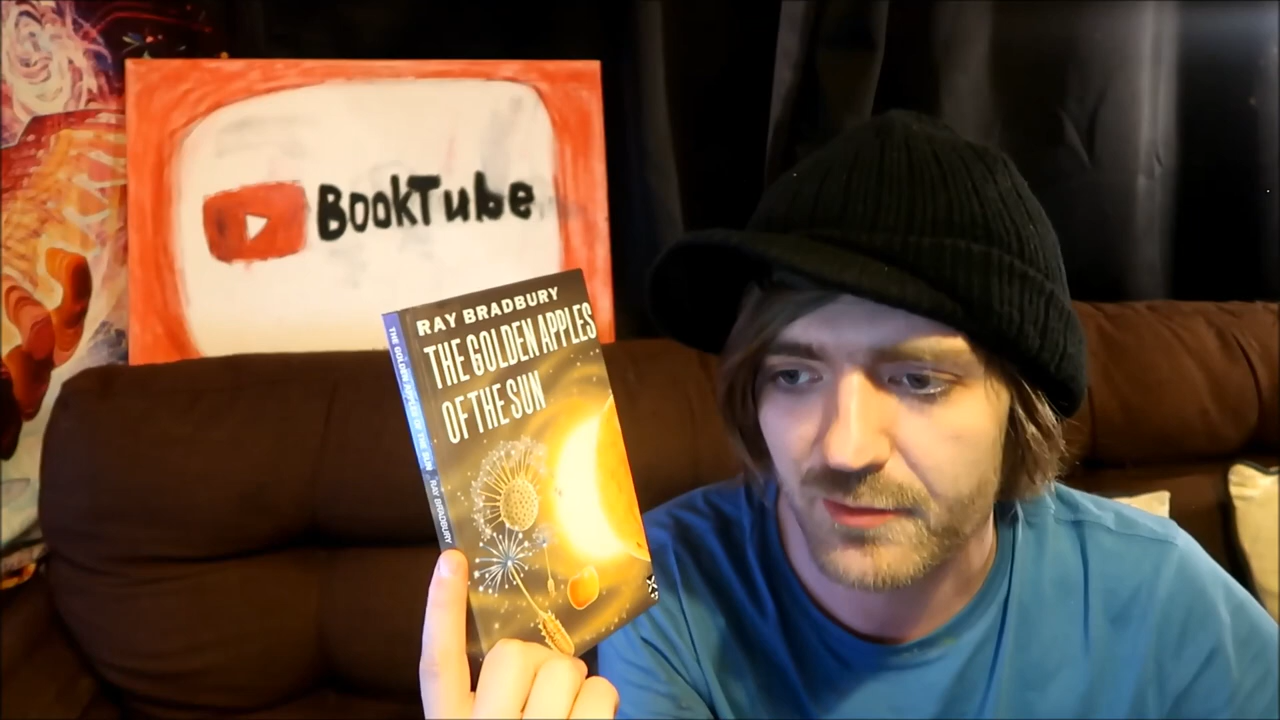 BookTube
RAY BRADBURY
THE GOLDEN APPLES
OF THE SUN
THE GOLDEN APPLES OF THE SUN RAY BRADBURY